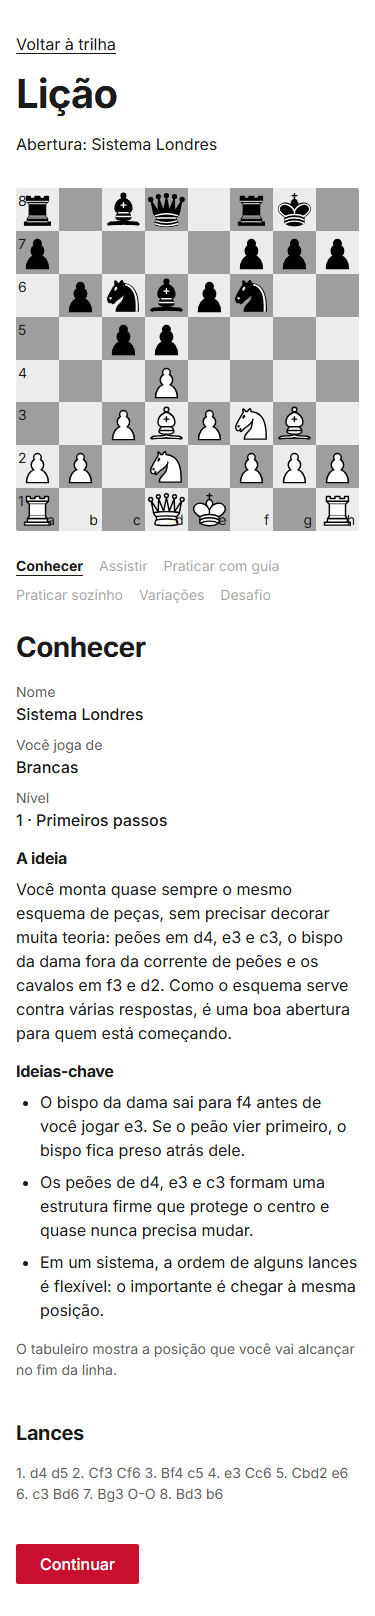 Voltar à trilha
Lição
Abertura: Sistema Londres
8
7
6
5
4
3
2
1
a b c d e f g h
Conhecer Assistir Praticar com guia
Praticar sozinho Variações Desafio
Conhecer
Nome
Sistema Londres
Você joga de
Brancas
Nível
1 · Primeiros passos
A ideia
Você monta quase sempre o mesmo
esquema de peças, sem precisar decorar
muita teoria: peões em d4, e3 e c3, o bispo
da dama fora da corrente de peões e os
cavalos em f3 e d2. Como o esquema serve
contra várias respostas, é uma boa abertura
para quem está começando.
Ideias-chave
• O bispo da dama sai para f4 antes de
você jogar e3. Se o peão vier primeiro, o
bispo fica preso atrás dele.
• Os peões de d4, e3 e c3 formam uma
estrutura firme que protege o centro e
quase nunca precisa mudar.
• Em um sistema, a ordem de alguns lances
é flexível: o importante é chegar à mesma
posição.
O tabuleiro mostra a posição que você vai alcançar
no fim da linha.
Lances
1. d4 d5 2. Cf3 Cf6 3. Bf4 c5 4. e3 Cc6 5. Cbd2 e6
6. c3 Bd6 7. Bg3 O-O 8. Bd3 b6
Continuar